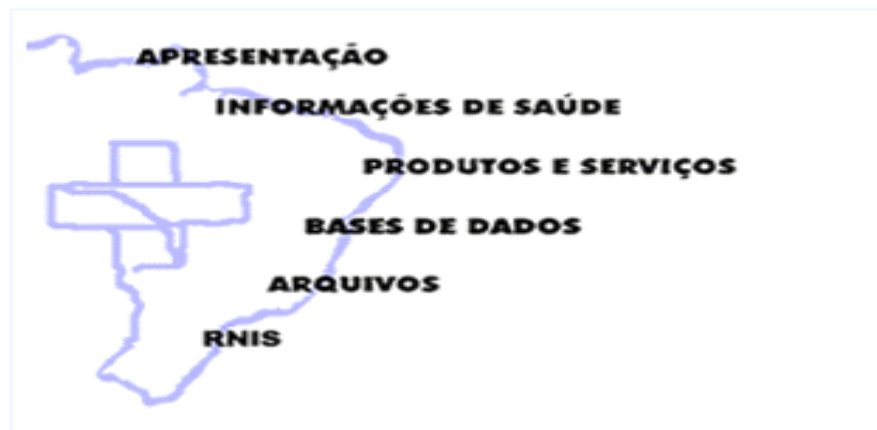 APRESENTAÇÃO
INFORMAÇÕES DE SAÚDE
PRODUTOS E SERVIÇOS
BASES DE DADOS
ARQUIVOS
RNIS